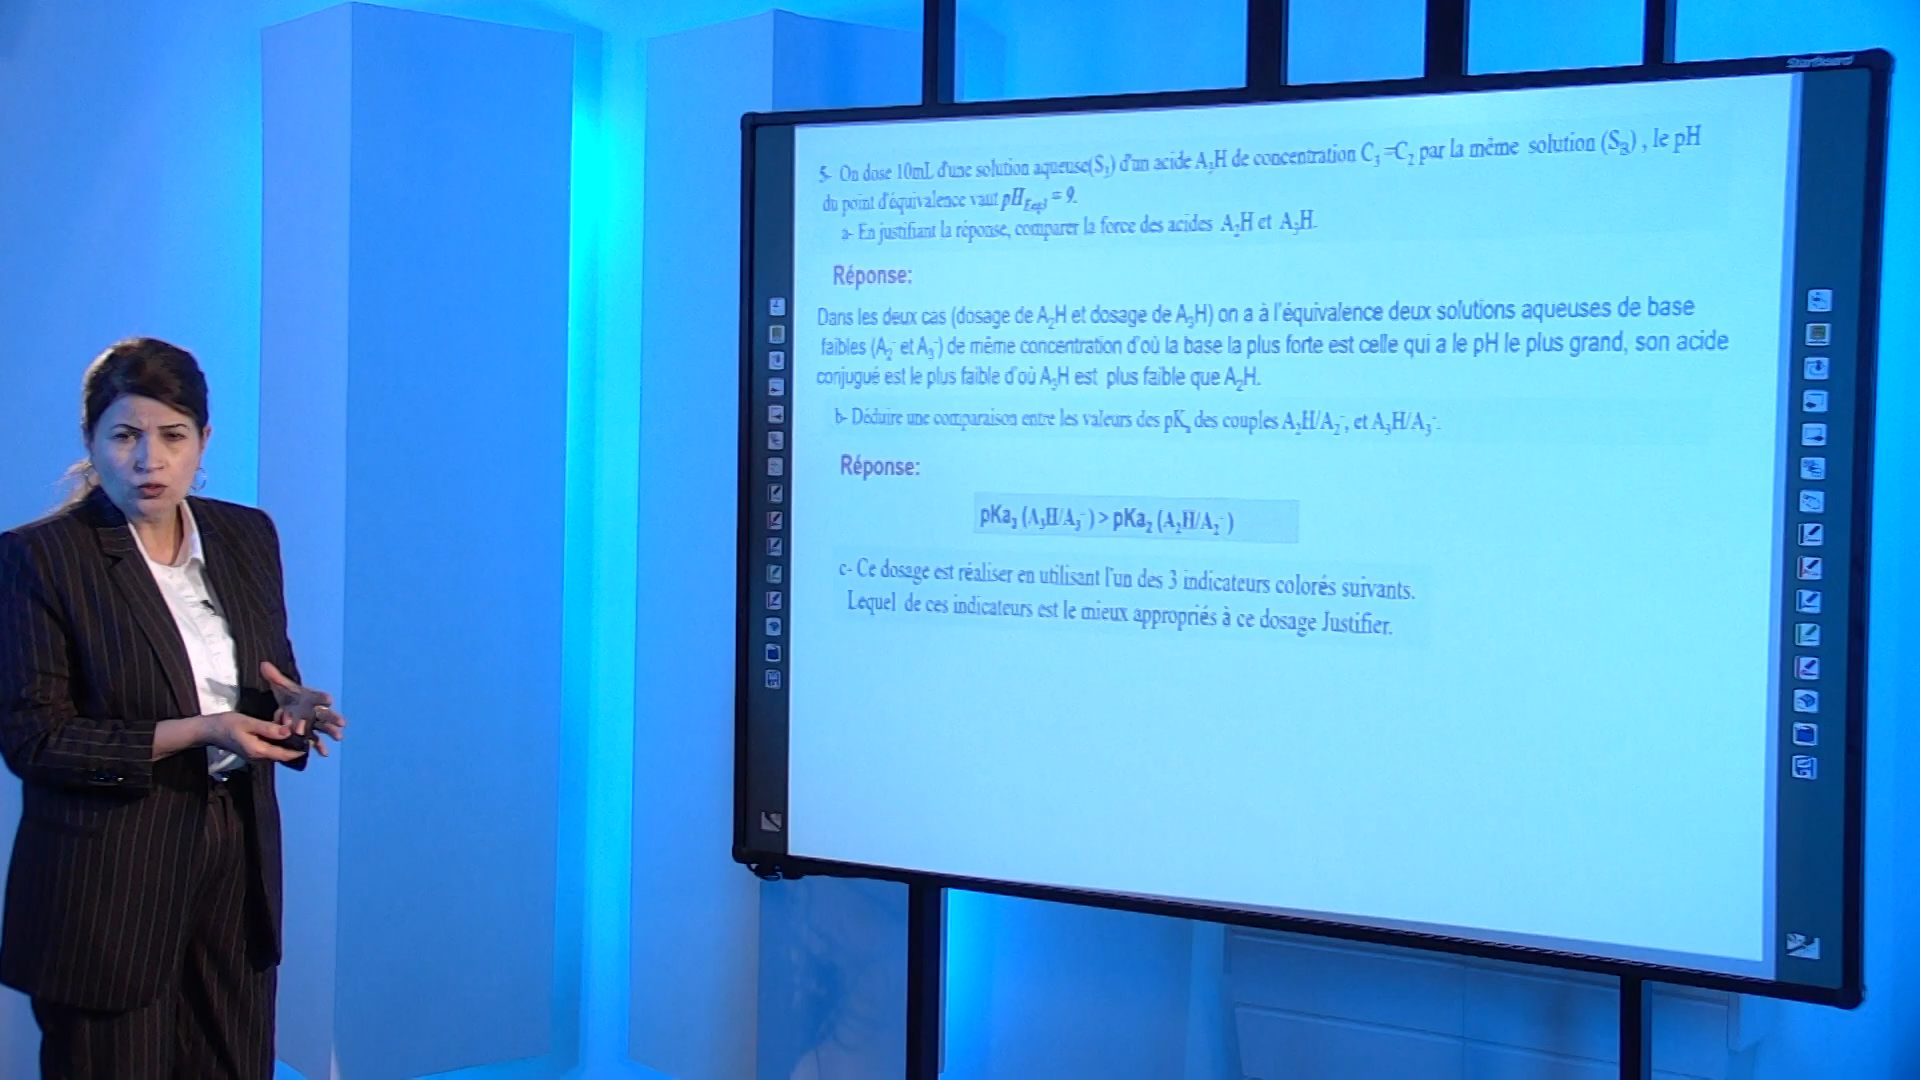 StarBoard
5- On dose 10mL d'une solution aqueuse(S₃) d'un acide A₃H de concentration C₃ =C₂ par la même solution (S_B) , le pH
du point d'équivalence vaut pH_Eqp3 = 9.
a- En justifiant la réponse, comparer la force des acides A₂H et A₃H.
Réponse:
Dans les deux cas (dosage de A₂H et dosage de A₃H) on a à l'équivalence deux solutions aqueuses de base
faibles (A₂⁻ et A₃⁻) de même concentration d'où la base la plus forte est celle qui a le pH le plus grand, son acide
conjugué est le plus faible d'où A₃H est plus faible que A₂H.
b- Déduire une comparaison entre les valeurs des pKₐ des couples A₂H/A₂⁻, et A₃H/A₃⁻.
Réponse:
pKa₃ (A₃H/A₃⁻) > pKa₂ (A₂H/A₂⁻)
c- Ce dosage est réaliser en utilisant l'un des 3 indicateurs colorés suivants.
Lequel de ces indicateurs est le mieux appropriés à ce dosage Justifier.